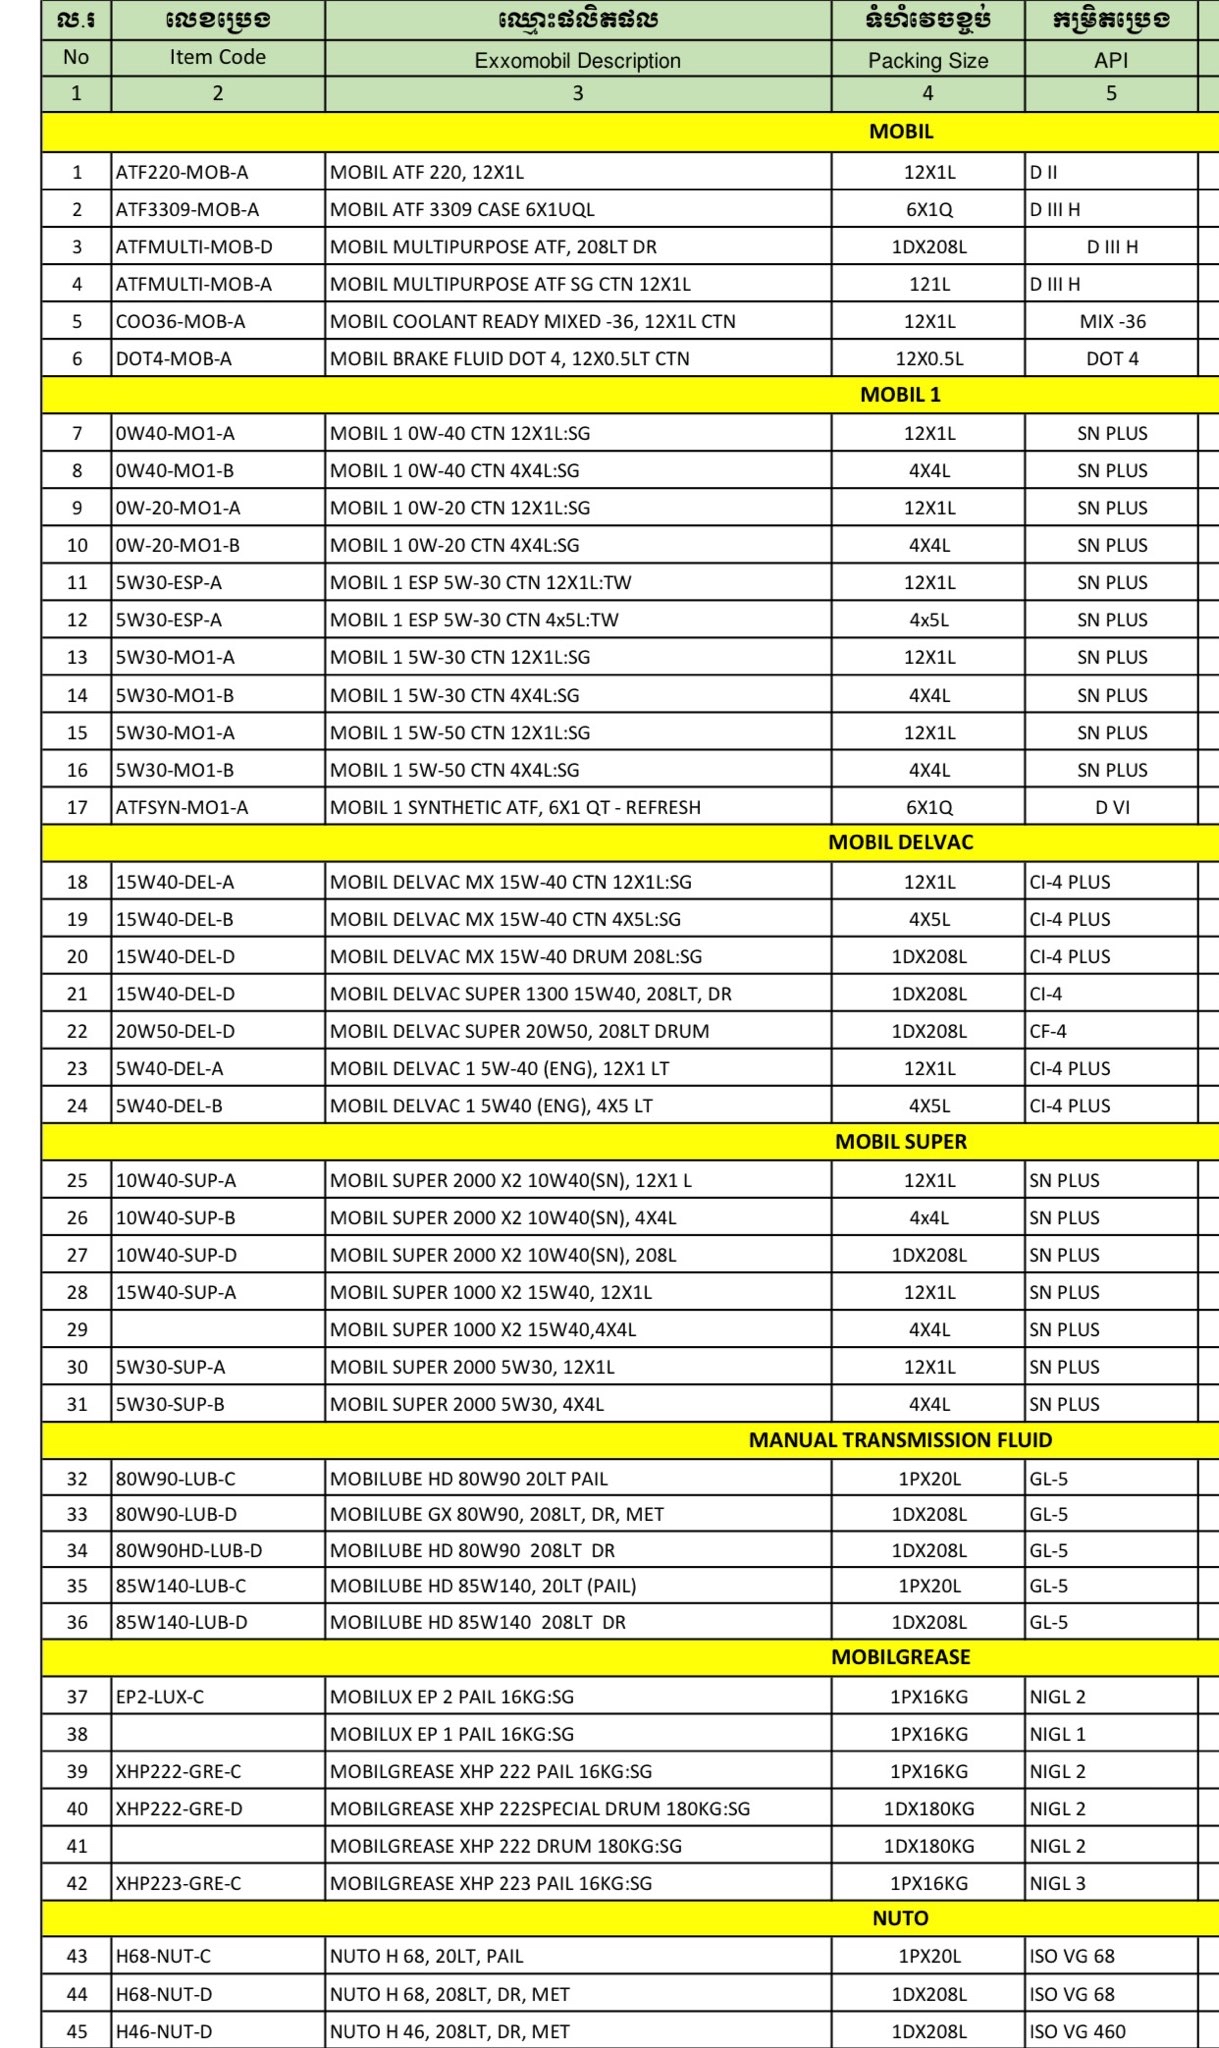 ល.រ លេខប្រេង ឈ្មោះផលិតផល ទំហំវេចខ្ចប់ កម្រិតប្រេង
No Item Code Exxomobil Description Packing Size API
1 2 3 4 5
MOBIL
1 ATF220-MOB-A MOBIL ATF 220, 12X1L 12X1L D II
2 ATF3309-MOB-A MOBIL ATF 3309 CASE 6X1UQL 6X1Q D III H
3 ATFMULTI-MOB-D MOBIL MULTIPURPOSE ATF, 208LT DR 1DX208L D III H
4 ATFMULTI-MOB-A MOBIL MULTIPURPOSE ATF SG CTN 12X1L 121L D III H
5 COO36-MOB-A MOBIL COOLANT READY MIXED -36, 12X1L CTN 12X1L MIX -36
6 DOT4-MOB-A MOBIL BRAKE FLUID DOT 4, 12X0.5LT CTN 12X0.5L DOT 4
MOBIL 1
7 0W40-MO1-A MOBIL 1 0W-40 CTN 12X1L:SG 12X1L SN PLUS
8 0W40-MO1-B MOBIL 1 0W-40 CTN 4X4L:SG 4X4L SN PLUS
9 0W-20-MO1-A MOBIL 1 0W-20 CTN 12X1L:SG 12X1L SN PLUS
10 0W-20-MO1-B MOBIL 1 0W-20 CTN 4X4L:SG 4X4L SN PLUS
11 5W30-ESP-A MOBIL 1 ESP 5W-30 CTN 12X1L:TW 12X1L SN PLUS
12 5W30-ESP-A MOBIL 1 ESP 5W-30 CTN 4x5L:TW 4x5L SN PLUS
13 5W30-MO1-A MOBIL 1 5W-30 CTN 12X1L:SG 12X1L SN PLUS
14 5W30-MO1-B MOBIL 1 5W-30 CTN 4X4L:SG 4X4L SN PLUS
15 5W30-MO1-A MOBIL 1 5W-50 CTN 12X1L:SG 12X1L SN PLUS
16 5W30-MO1-B MOBIL 1 5W-50 CTN 4X4L:SG 4X4L SN PLUS
17 ATFSYN-MO1-A MOBIL 1 SYNTHETIC ATF, 6X1 QT - REFRESH 6X1Q D VI
MOBIL DELVAC
18 15W40-DEL-A MOBIL DELVAC MX 15W-40 CTN 12X1L:SG 12X1L CI-4 PLUS
19 15W40-DEL-B MOBIL DELVAC MX 15W-40 CTN 4X5L:SG 4X5L CI-4 PLUS
20 15W40-DEL-D MOBIL DELVAC MX 15W-40 DRUM 208L:SG 1DX208L CI-4 PLUS
21 15W40-DEL-D MOBIL DELVAC SUPER 1300 15W40, 208LT, DR 1DX208L CI-4
22 20W50-DEL-D MOBIL DELVAC SUPER 20W50, 208LT DRUM 1DX208L CF-4
23 5W40-DEL-A MOBIL DELVAC 1 5W-40 (ENG), 12X1 LT 12X1L CI-4 PLUS
24 5W40-DEL-B MOBIL DELVAC 1 5W40 (ENG), 4X5 LT 4X5L CI-4 PLUS
MOBIL SUPER
25 10W40-SUP-A MOBIL SUPER 2000 X2 10W40(SN), 12X1 L 12X1L SN PLUS
26 10W40-SUP-B MOBIL SUPER 2000 X2 10W40(SN), 4X4L 4x4L SN PLUS
27 10W40-SUP-D MOBIL SUPER 2000 X2 10W40(SN), 208L 1DX208L SN PLUS
28 15W40-SUP-A MOBIL SUPER 1000 X2 15W40, 12X1L 12X1L SN PLUS
29 MOBIL SUPER 1000 X2 15W40,4X4L 4X4L SN PLUS
30 5W30-SUP-A MOBIL SUPER 2000 5W30, 12X1L 12X1L SN PLUS
31 5W30-SUP-B MOBIL SUPER 2000 5W30, 4X4L 4X4L SN PLUS
MANUAL TRANSMISSION FLUID
32 80W90-LUB-C MOBILUBE HD 80W90 20LT PAIL 1PX20L GL-5
33 80W90-LUB-D MOBILUBE GX 80W90, 208LT, DR, MET 1DX208L GL-5
34 80W90HD-LUB-D MOBILUBE HD 80W90 208LT DR 1DX208L GL-5
35 85W140-LUB-C MOBILUBE HD 85W140, 20LT (PAIL) 1PX20L GL-5
36 85W140-LUB-D MOBILUBE HD 85W140 208LT DR 1DX208L GL-5
MOBILGREASE
37 EP2-LUX-C MOBILUX EP 2 PAIL 16KG:SG 1PX16KG NIGL 2
38 MOBILUX EP 1 PAIL 16KG:SG 1PX16KG NIGL 1
39 XHP222-GRE-C MOBILGREASE XHP 222 PAIL 16KG:SG 1PX16KG NIGL 2
40 XHP222-GRE-D MOBILGREASE XHP 222SPECIAL DRUM 180KG:SG 1DX180KG NIGL 2
41 MOBILGREASE XHP 222 DRUM 180KG:SG 1DX180KG NIGL 2
42 XHP223-GRE-C MOBILGREASE XHP 223 PAIL 16KG:SG 1PX16KG NIGL 3
NUTO
43 H68-NUT-C NUTO H 68, 20LT, PAIL 1PX20L ISO VG 68
44 H68-NUT-D NUTO H 68, 208LT, DR, MET 1DX208L ISO VG 68
45 H46-NUT-D NUTO H 46, 208LT, DR, MET 1DX208L ISO VG 460